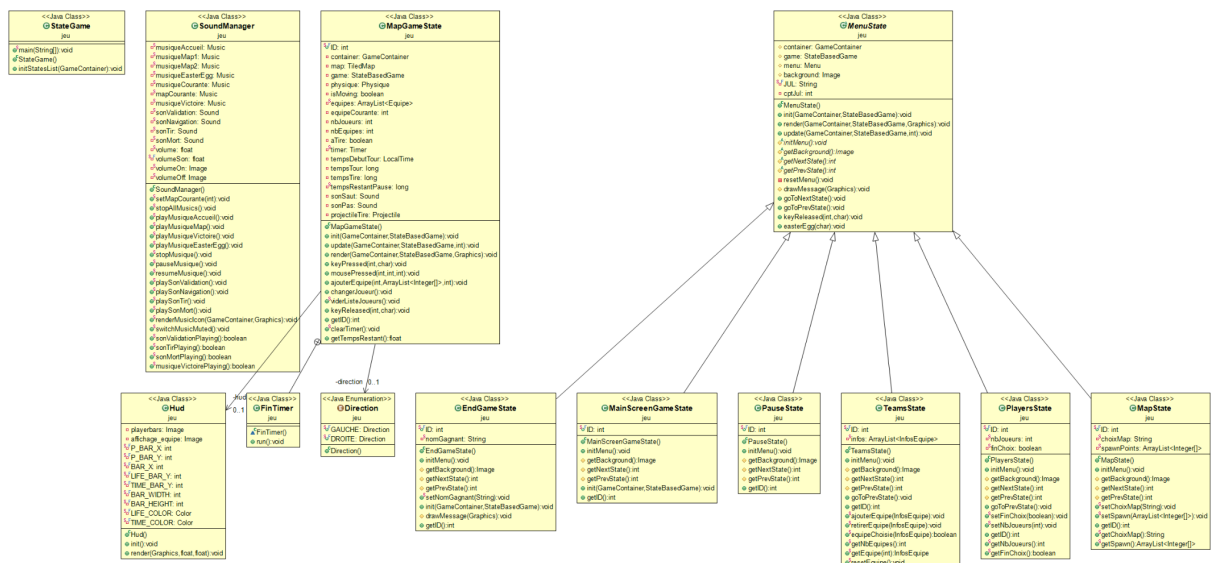 <<Java Class>>
StateGame
jeu
main(String[]):void
StateGame()
initStatesList(GameContainer):void
<<Java Class>>
SoundManager
jeu
musiqueAccueil: Music
musiqueMap1: Music
musiqueMap2: Music
musiqueEasterEgg: Music
musiqueCourante: Music
mapCourante: Music
musiqueVictoire: Music
sonValidation: Sound
sonNavigation: Sound
sonTir: Sound
sonMort: Sound
volume: float
volumeSon: float
volumeOn: Image
volumeOff: Image
SoundManager()
setMapCourante(int):void
stopAllMusics():void
playMusiqueAccueil():void
playMusiqueMap():void
playMusiqueVictoire():void
playMusiqueEasterEgg():void
stopMusique():void
pauseMusique():void
resumeMusique():void
playSonValidation():void
playSonNavigation():void
playSonTir():void
playSonMort():void
renderMusicIcon(GameContainer,Graphics):void
switchMusicMuted():void
sonValidationPlaying():boolean
sonTirPlaying():boolean
sonMortPlaying():boolean
musiqueVictoirePlaying():boolean
<<Java Class>>
MapGameState
jeu
ID: int
container: GameContainer
map: TiledMap
game: StateBasedGame
physique: Physique
isMoving: boolean
equipes: ArrayList<Equipe>
equipeCourante: int
nbJoueurs: int
nbEquipes: int
aTire: boolean
timer: Timer
tempsDebutTour: LocalTime
tempsTour: long
tempsTire: long
tempsRestantPause: long
sonSaut: Sound
sonPas: Sound
projectileTire: Projectile
MapGameState()
init(GameContainer,StateBasedGame):void
update(GameContainer,StateBasedGame,int):void
render(GameContainer,StateBasedGame,Graphics):void
keyPressed(int,char):void
mousePressed(int,int,int):void
ajouterEquipe(int,ArrayList<Integer[]>,int):void
changerJoueur():void
viderListeJoueurs():void
keyReleased(int,char):void
getID():int
clearTimer():void
getTempsRestant():float
<<Java Class>>
MenuState
jeu
container: GameContainer
game: StateBasedGame
menu: Menu
background: Image
JUL: String
cptJul: int
MenuState()
init(GameContainer,StateBasedGame):void
render(GameContainer,StateBasedGame,Graphics):void
update(GameContainer,StateBasedGame,int):void
initMenu():void
getBackground():Image
getNextState():int
getPrevState():int
resetMenu():void
drawMessage(Graphics):void
goToNextState():void
goToPrevState():void
keyReleased(int,char):void
easterEgg(char):void
-hud
0..1
-direction 0..1
<<Java Class>>
Hud
jeu
playerbars: Image
affichage_equipe: Image
P_BAR_X: int
P_BAR_Y: int
BAR_X: int
LIFE_BAR_Y: int
TIME_BAR_Y: int
BAR_WIDTH: int
BAR_HEIGHT: int
LIFE_COLOR: Color
TIME_COLOR: Color
Hud()
init():void
render(Graphics,float,float):void
<<Java Class>>
FinTimer
jeu
FinTimer()
run():void
<<Java Enumeration>>
Direction
jeu
GAUCHE: Direction
DROITE: Direction
Direction()
<<Java Class>>
EndGameState
jeu
ID: int
nomGagnant: String
EndGameState()
initMenu():void
getBackground():Image
getNextState():int
getPrevState():int
setNomGagnant(String):void
init(GameContainer,StateBasedGame):void
drawMessage(Graphics):void
getID():int
<<Java Class>>
MainScreenGameState
jeu
ID: int
MainScreenGameState()
initMenu():void
getBackground():Image
getNextState():int
getPrevState():int
init(GameContainer,StateBasedGame):void
getID():int
<<Java Class>>
PauseState
jeu
ID: int
PauseState()
initMenu():void
getBackground():Image
getNextState():int
getPrevState():int
getID():int
<<Java Class>>
TeamsState
jeu
ID: int
infos: ArrayList<InfosEquipe>
TeamsState()
initMenu():void
getBackground():Image
getNextState():int
getPrevState():int
goToPrevState():void
getID():int
ajouterEquipe(InfosEquipe):void
retirerEquipe(InfosEquipe):void
equipeChoisie(InfosEquipe):boolean
getNbEquipes():int
getEquipe(int):InfosEquipe
resetEquipe():void
<<Java Class>>
PlayersState
jeu
ID: int
nbJoueurs: int
finChoix: boolean
PlayersState()
initMenu():void
getBackground():Image
getNextState():int
getPrevState():int
goToPrevState():void
setFinChoix(boolean):void
setNbJoueurs(int):void
getID():int
getNbJoueurs():int
getFinChoix():boolean
<<Java Class>>
MapState
jeu
ID: int
choixMap: String
spawnPoints: ArrayList<Integer[]>
MapState()
initMenu():void
getBackground():Image
getNextState():int
getPrevState():int
setChoixMap(String):void
setSpawn(ArrayList<Integer[]>):void
getID():int
getChoixMap():String
getSpawn():ArrayList<Integer[]>